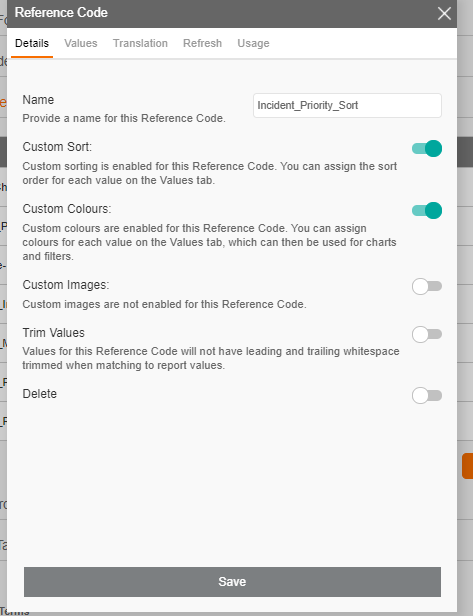 Reference Code
Details Values Translation Refresh Usage
Name
Incident_Priority_Sort
Provide a name for this Reference Code.
Custom Sort:
Custom sorting is enabled for this Reference Code. You can assign the sort
order for each value on the Values tab.
Custom Colours:
Custom colours are enabled for this Reference Code. You can assign
colours for each value on the Values tab, which can then be used for charts
and filters.
Custom Images:
Custom images are not enabled for this Reference Code.
Trim Values
Values for this Reference Code will not have leading and trailing whitespace
trimmed when matching to report values.
Delete
Save
Terms